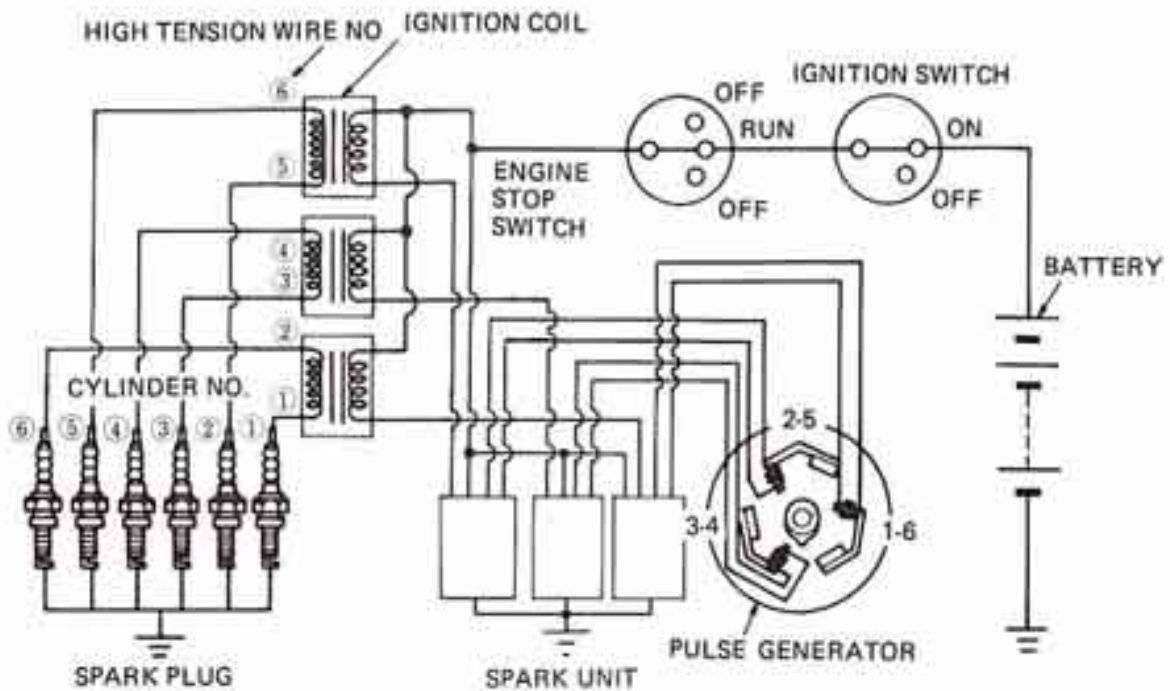 HIGH TENSION WIRE NO
IGNITION COIL
IGNITION SWITCH
⑥
OFF
RUN
ON
⑤
ENGINE
STOP
SWITCH
OFF
OFF
④
③
BATTERY
②
CYLINDER NO.
①
⑥ ⑤ ④ ③ ② ①
2-5
3-4
1-6
PULSE GENERATOR
SPARK PLUG
SPARK UNIT